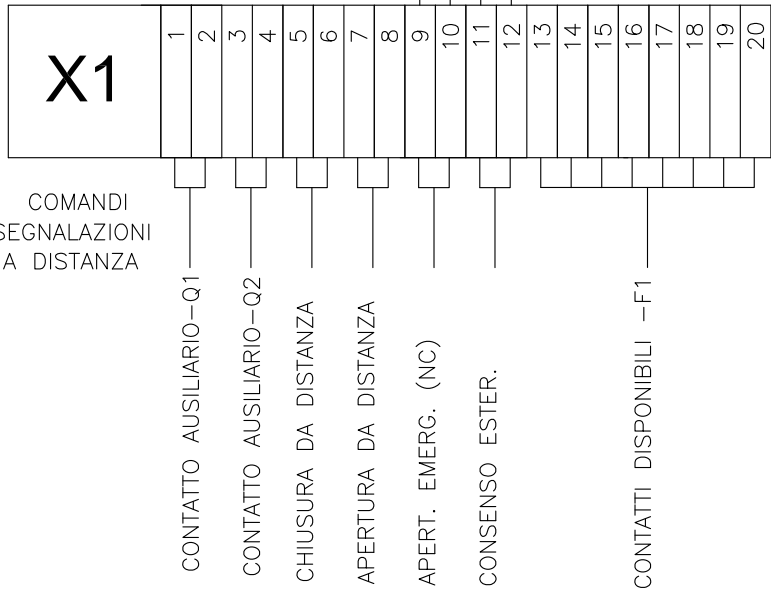 X1
1
2
3
4
5
6
7
8
9
10
11
12
13
14
15
16
17
18
19
20
COMANDI
SEGNALAZIONI
A DISTANZA
CONTATTO AUSILIARIO-Q1
CONTATTO AUSILIARIO-Q2
CHIUSURA DA DISTANZA
APERTURA DA DISTANZA
APERT. EMERG. (NC)
CONSENSO ESTER.
CONTATTI DISPONIBILI -F1